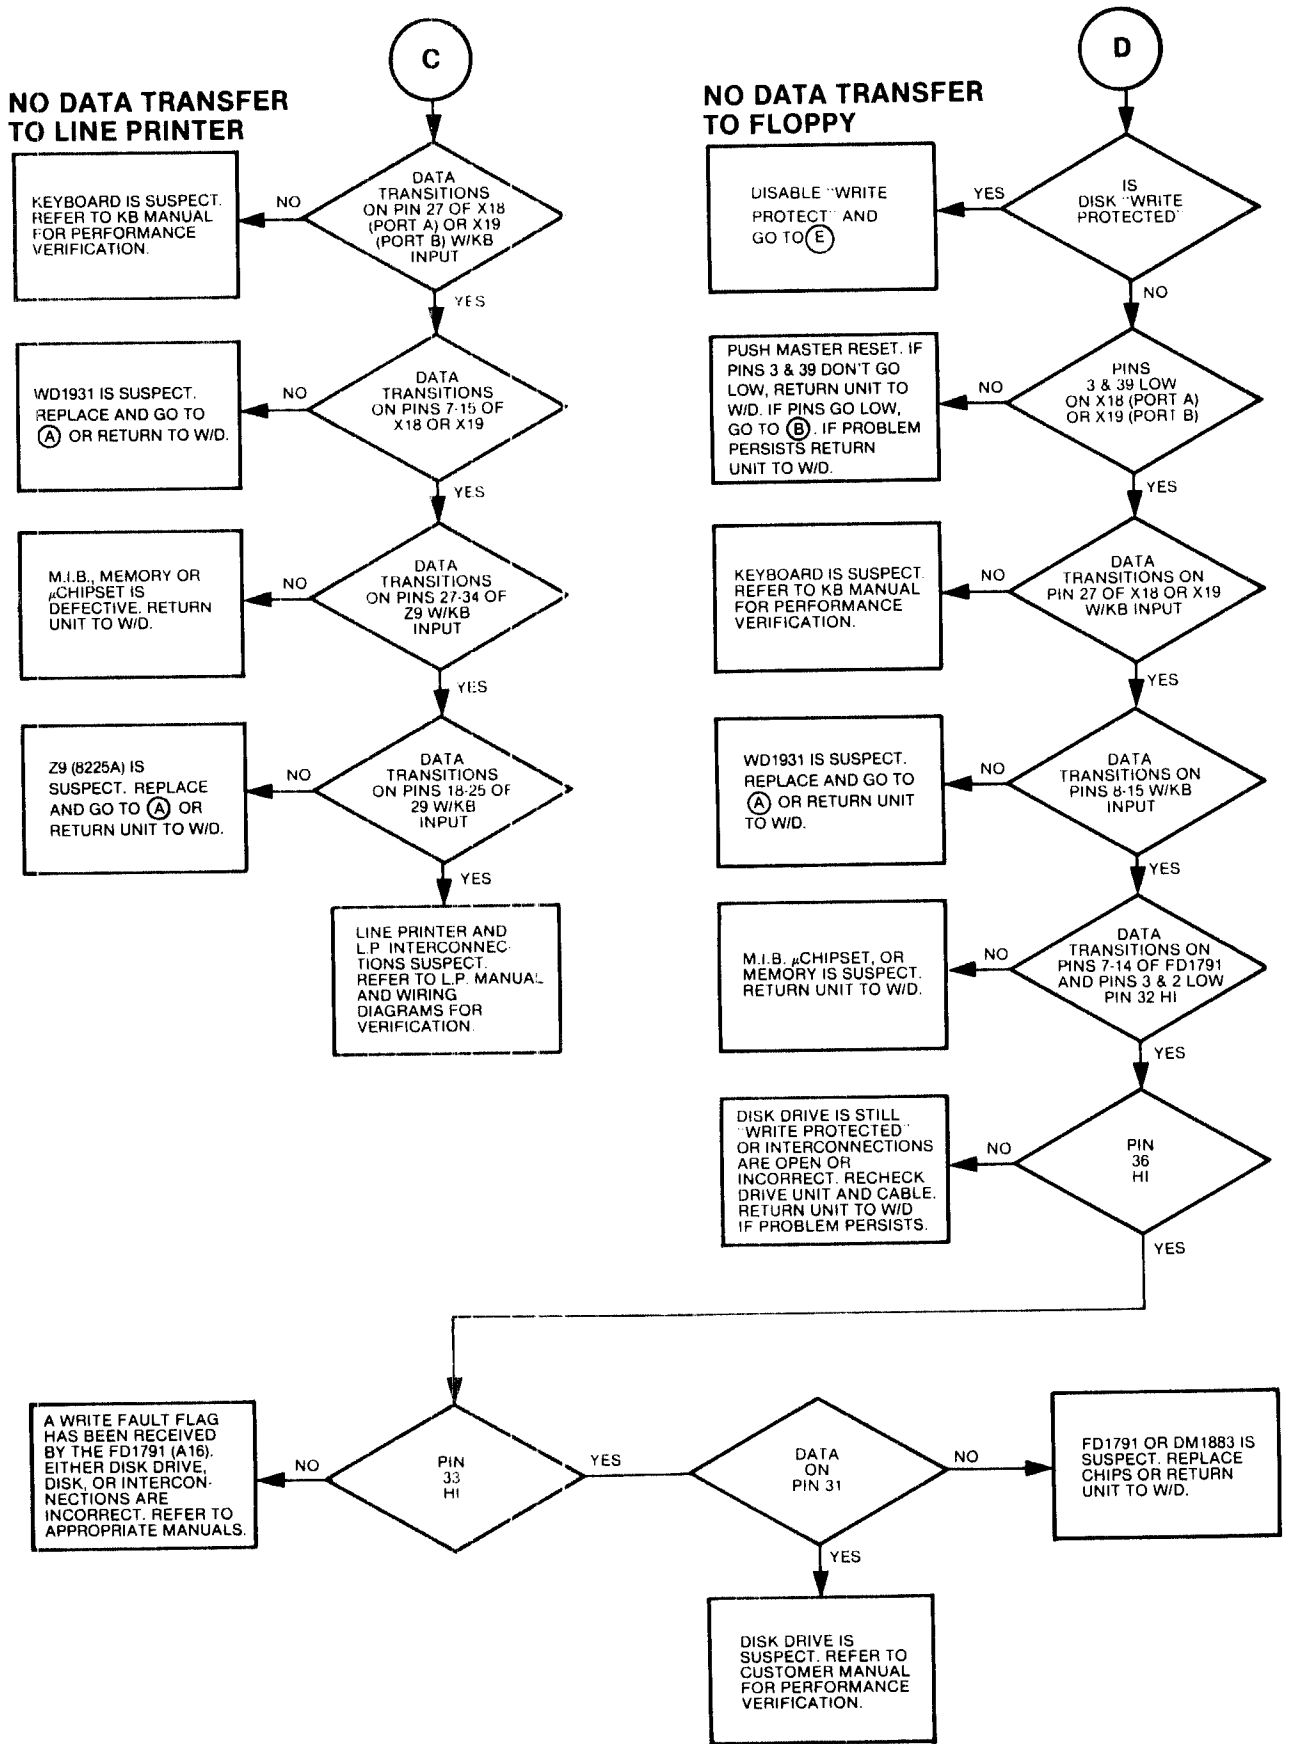 C
NO DATA TRANSFER
TO LINE PRINTER
DATA
TRANSITIONS
ON PIN 27 OF X18
(PORT A) OR X19
(PORT B) W/KB
INPUT
NO
KEYBOARD IS SUSPECT.
REFER TO KB MANUAL
FOR PERFORMANCE
VERIFICATION.
YES
DATA
TRANSITIONS
ON PINS 7-15 OF
X18 OR X19
NO
WD1931 IS SUSPECT.
REPLACE AND GO TO
(A) OR RETURN TO W/D.
YES
DATA
TRANSITIONS
ON PINS 27-34 OF
Z9 W/KB
INPUT
NO
M.I.B., MEMORY OR
µCHIPSET IS
DEFECTIVE. RETURN
UNIT TO W/D.
YES
DATA
TRANSITIONS
ON PINS 18-25 OF
29 W/KB
INPUT
NO
Z9 (8225A) IS
SUSPECT. REPLACE
AND GO TO (A) OR
RETURN UNIT TO W/D.
YES
LINE PRINTER AND
L.P. INTERCONNEC-
TIONS SUSPECT.
REFER TO L.P. MANUAL
AND WIRING
DIAGRAMS FOR
VERIFICATION.
D
NO DATA TRANSFER
TO FLOPPY
IS
DISK "WRITE
PROTECTED"
YES
DISABLE "WRITE
PROTECT" AND
GO TO (E)
NO
PINS
3 & 39 LOW
ON X18 (PORT A)
OR X19 (PORT B)
NO
PUSH MASTER RESET. IF
PINS 3 & 39 DON'T GO
LOW, RETURN UNIT TO
W/D. IF PINS GO LOW,
GO TO (B). IF PROBLEM
PERSISTS RETURN
UNIT TO W/D.
YES
DATA
TRANSITIONS ON
PIN 27 OF X18 OR X19
W/KB INPUT
NO
KEYBOARD IS SUSPECT.
REFER TO KB MANUAL
FOR PERFORMANCE
VERIFICATION.
YES
DATA
TRANSITIONS ON
PINS 8-15 W/KB
INPUT
NO
WD1931 IS SUSPECT.
REPLACE AND GO TO
(A) OR RETURN UNIT
TO W/D.
YES
DATA
TRANSITIONS ON
PINS 7-14 OF FD1791
AND PINS 3 & 2 LOW
PIN 32 HI
NO
M.I.B. µCHIPSET, OR
MEMORY IS SUSPECT.
RETURN UNIT TO W/D.
YES
PIN
36
HI
NO
DISK DRIVE IS STILL
"WRITE PROTECTED"
OR INTERCONNECTIONS
ARE OPEN OR
INCORRECT. RECHECK
DRIVE UNIT AND CABLE.
RETURN UNIT TO W/D
IF PROBLEM PERSISTS.
YES
PIN
33
HI
NO
A WRITE FAULT FLAG
HAS BEEN RECEIVED
BY THE FD1791 (A16).
EITHER DISK DRIVE,
DISK, OR INTERCON-
NECTIONS ARE
INCORRECT. REFER TO
APPROPRIATE MANUALS.
YES
DATA
ON
PIN 31
NO
FD1791 OR DM1883 IS
SUSPECT. REPLACE
CHIPS OR RETURN
UNIT TO W/D.
YES
DISK DRIVE IS
SUSPECT. REFER TO
CUSTOMER MANUAL
FOR PERFORMANCE
VERIFICATION.